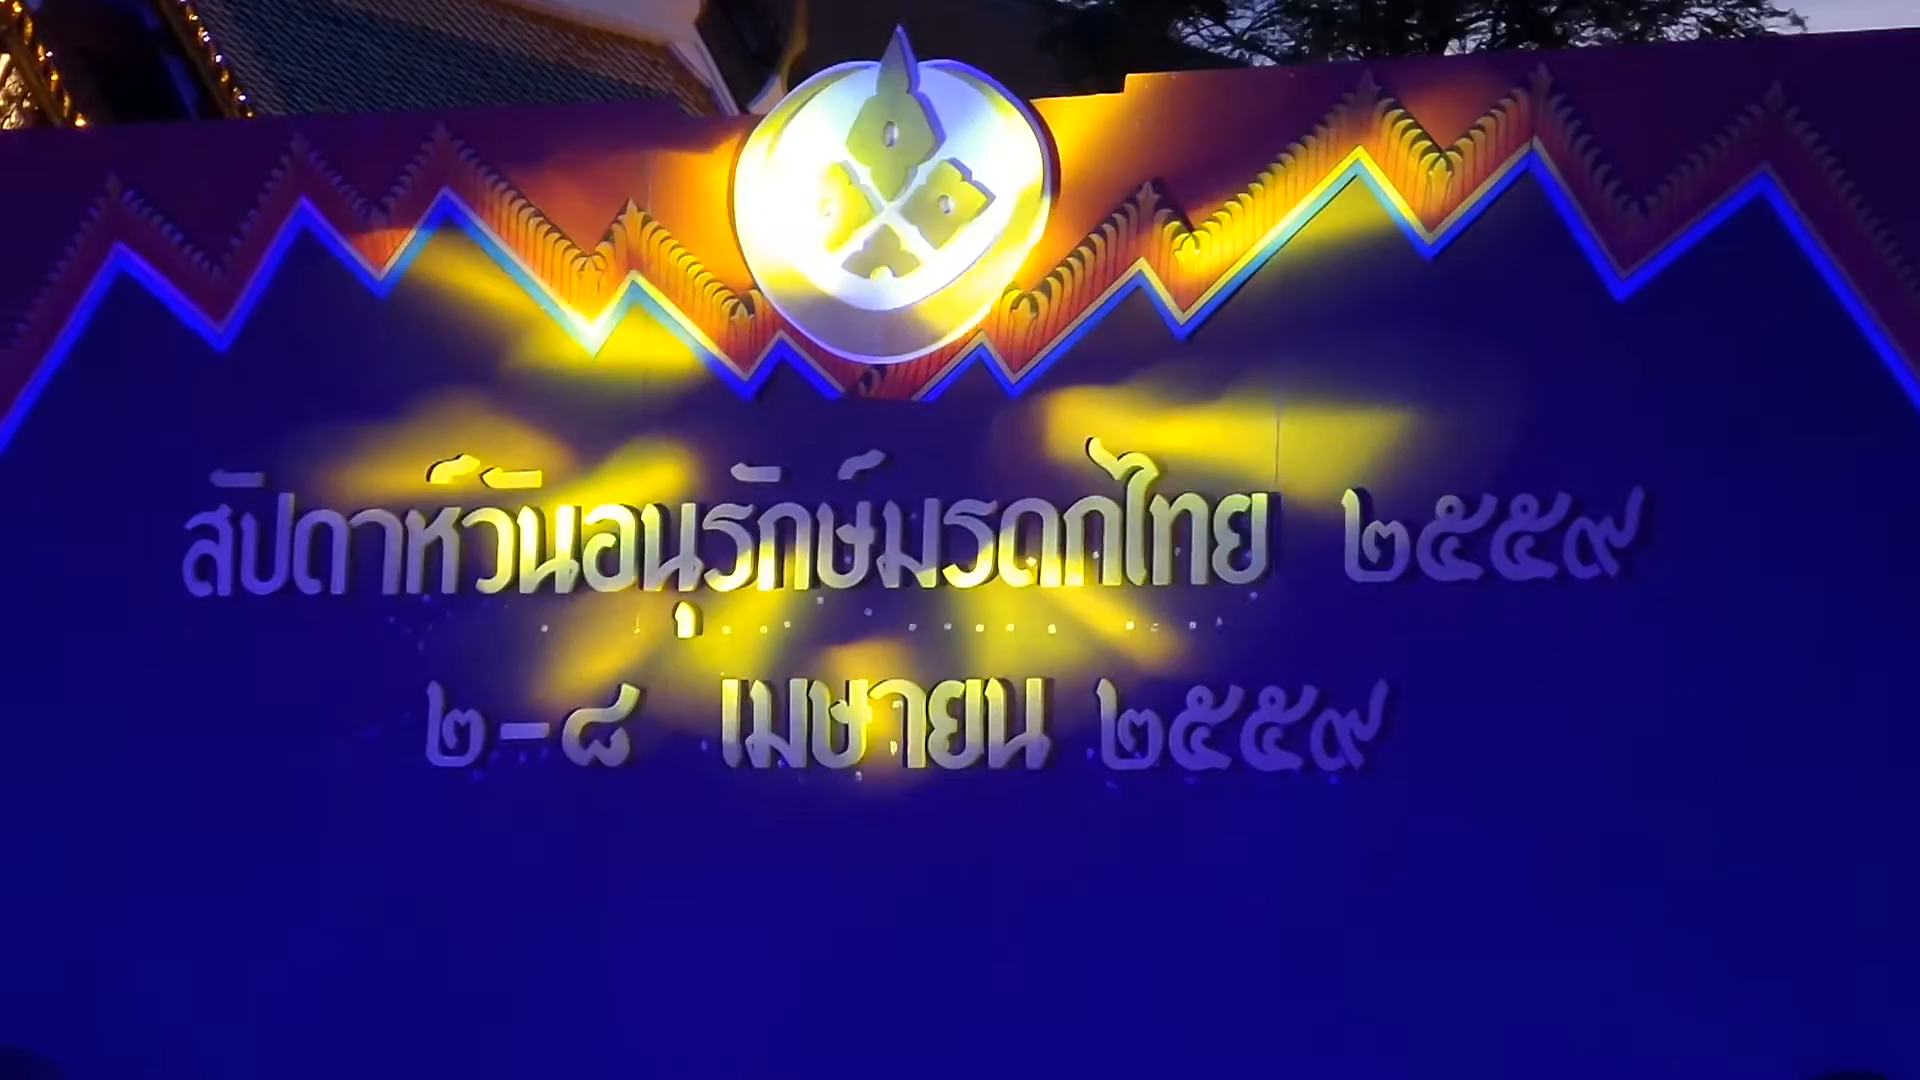 สัปดาห์วันอนุรักษ์มรดกไทย ๒๕๕๙
๒-๘ เมษายน ๒๕๕๙